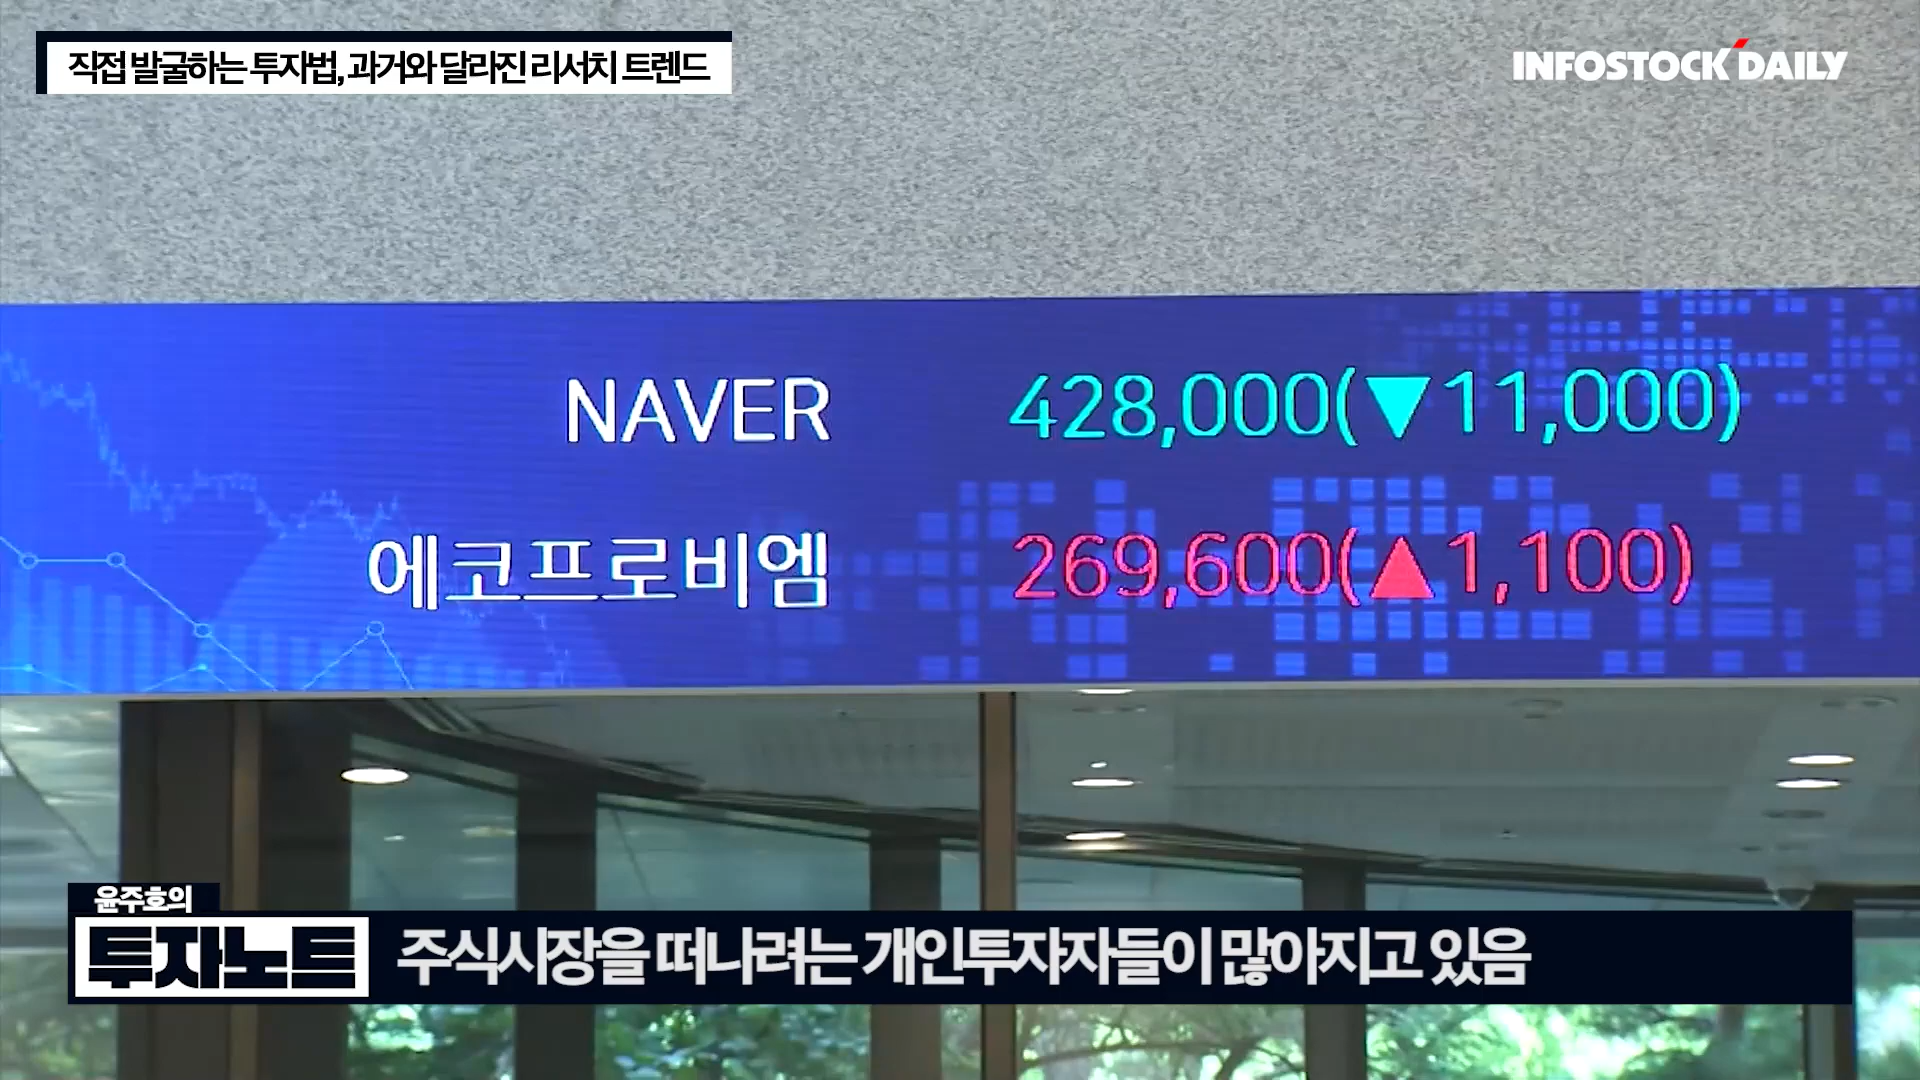 직접 발굴하는 투자법, 과거와 달라진 리서치 트렌드
INFOSTOCK DAILY
NAVER 428,000(▼11,000)
에코프로비엠 269,600(▲1,100)
윤주호의
투자노트
주식시장을 떠나려는 개인투자자들이 많아지고 있음